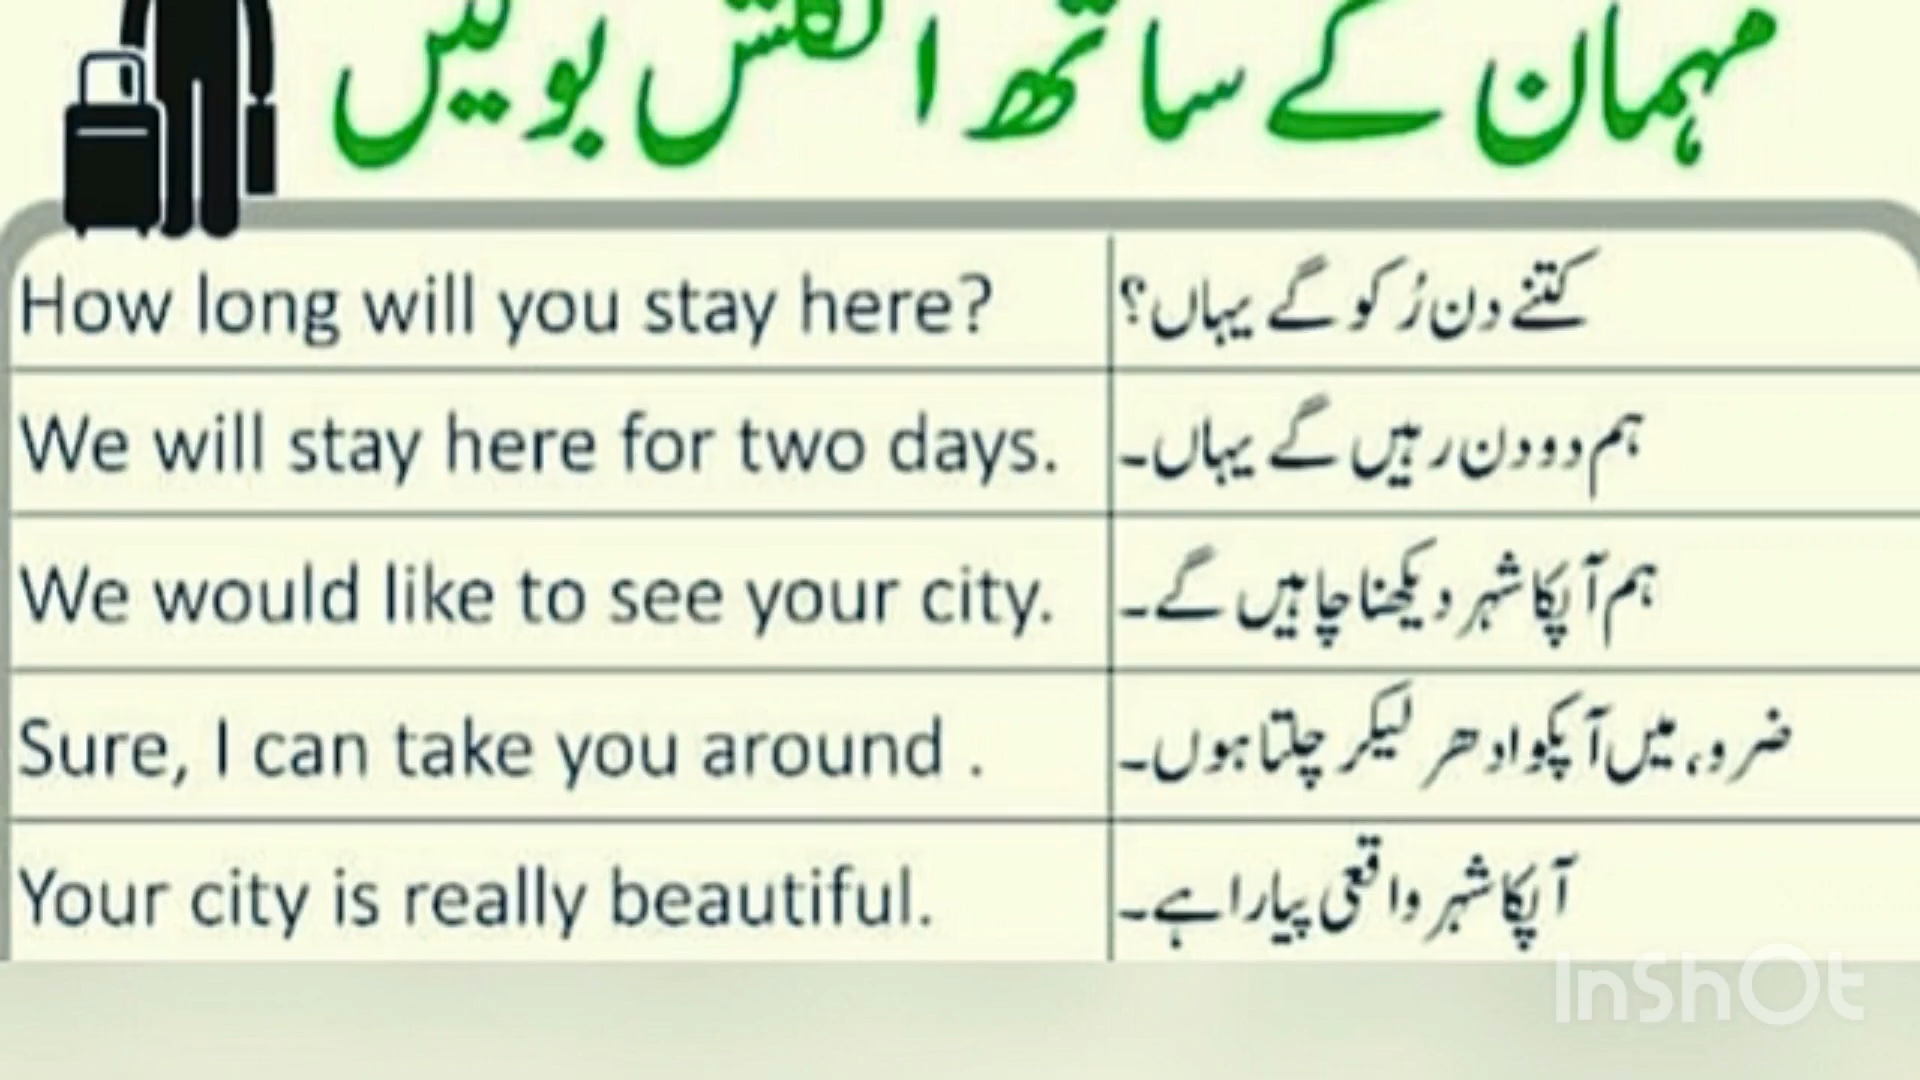 مہمان کے ساتھ انگلش بولیں
How long will you stay here?
کتنے دن رُکو گے یہاں؟
We will stay here for two days.
ہم دو دن رہیں گے یہاں۔
We would like to see your city.
ہم آپکا شہر دیکھنا چاہیں گے۔
Sure, I can take you around .
ضرو، میں آپکو ادھر لیکر چلتا ہوں۔
Your city is really beautiful.
آپکا شہر واقعی پیارا ہے۔
InShOt